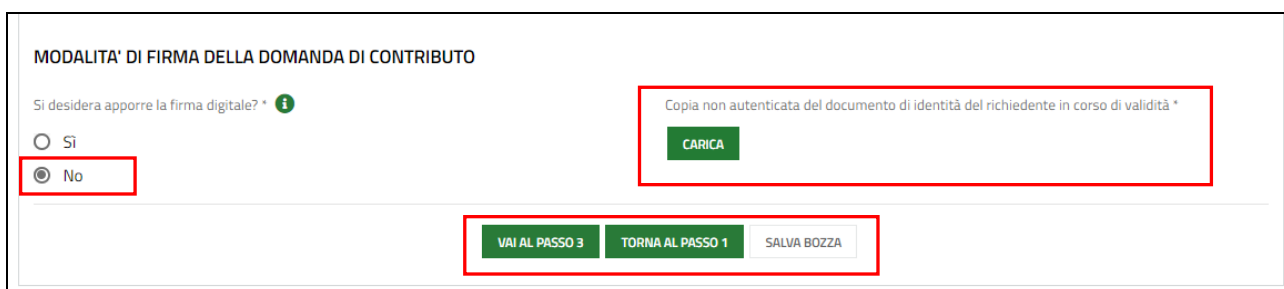 MODALITA' DI FIRMA DELLA DOMANDA DI CONTRIBUTO
Si desidera apporre la firma digitale? * i
Sì
No
Copia non autenticata del documento di identità del richiedente in corso di validità *
CARICA
VAI AL PASSO 3 TORNA AL PASSO 1 SALVA BOZZA